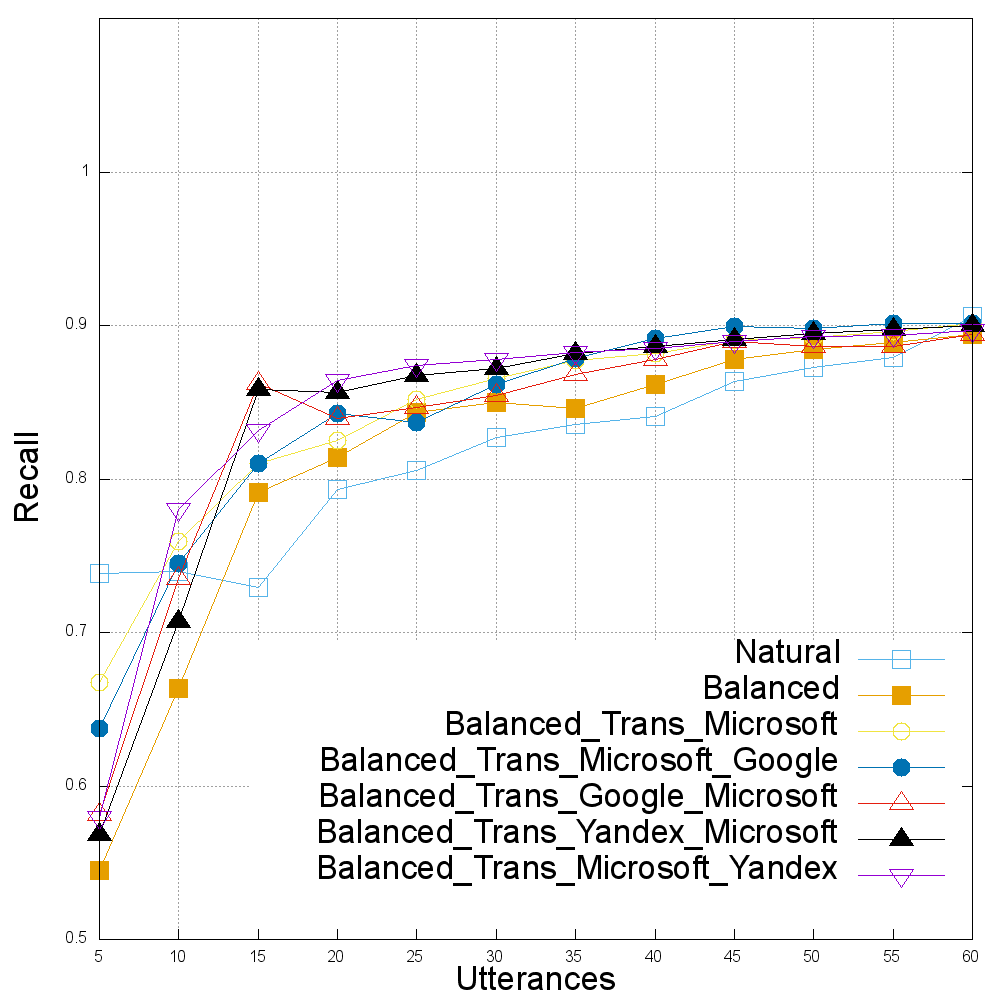 1
0.9
0.8
0.7
0.6
0.5
Recall
Natural
Balanced
Balanced_Trans_Microsoft
Balanced_Trans_Microsoft_Google
Balanced_Trans_Google_Microsoft
Balanced_Trans_Yandex_Microsoft
Balanced_Trans_Microsoft_Yandex
5 10 15 20 25 30 35 40 45 50 55 60
Utterances